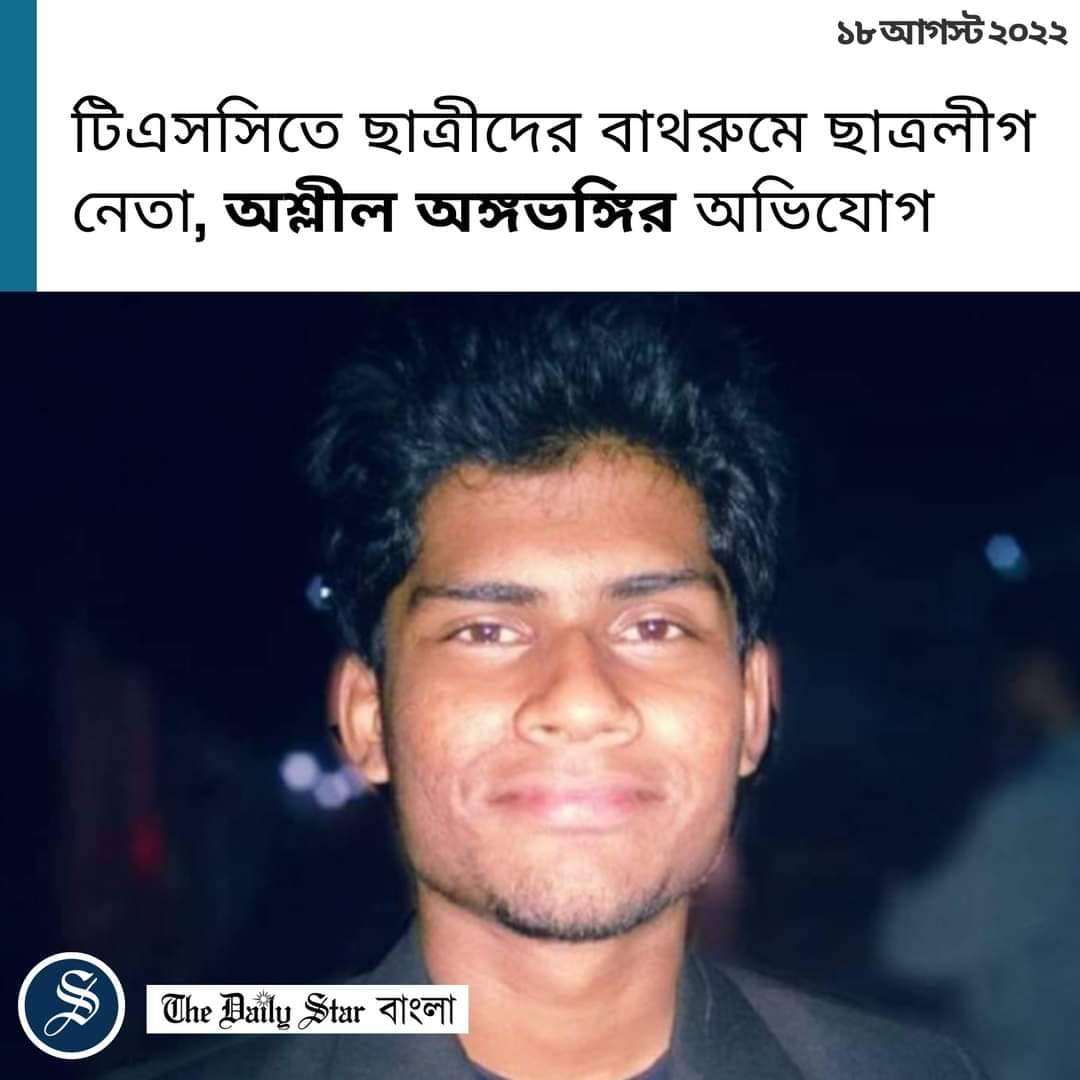 ১৮ আগস্ট ২০২২
টিএসসিতে ছাত্রীদের বাথরুমে ছাত্রলীগ
নেতা, অশ্লীল অঙ্গভঙ্গির অভিযোগ
S
The Daily Star বাংলা